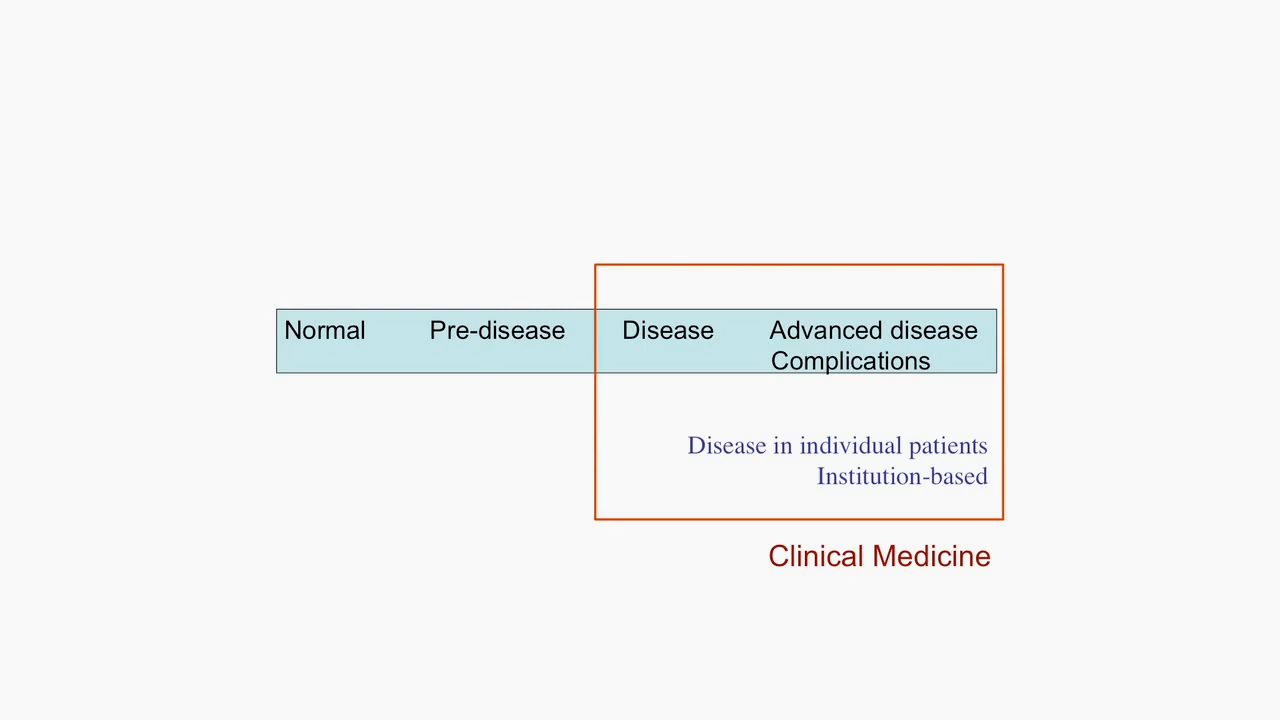 Normal Pre-disease Disease Advanced disease
Complications
Disease in individual patients
Institution-based
Clinical Medicine